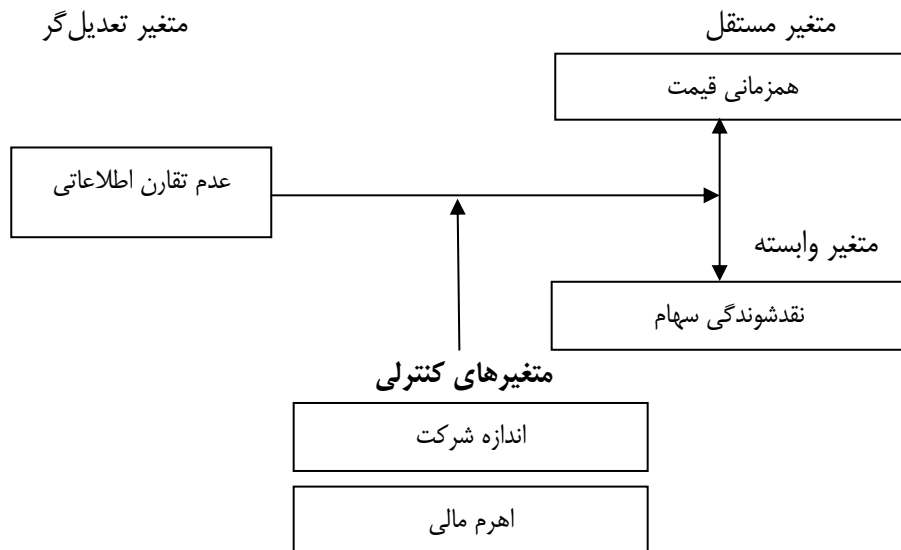 متغیر مستقل
متغیر تعدیل‌گر
همزمانی قیمت
عدم تقارن اطلاعاتی
متغیر وابسته
نقدشوندگی سهام
متغیرهای کنترلی
اندازه شرکت
اهرم مالی